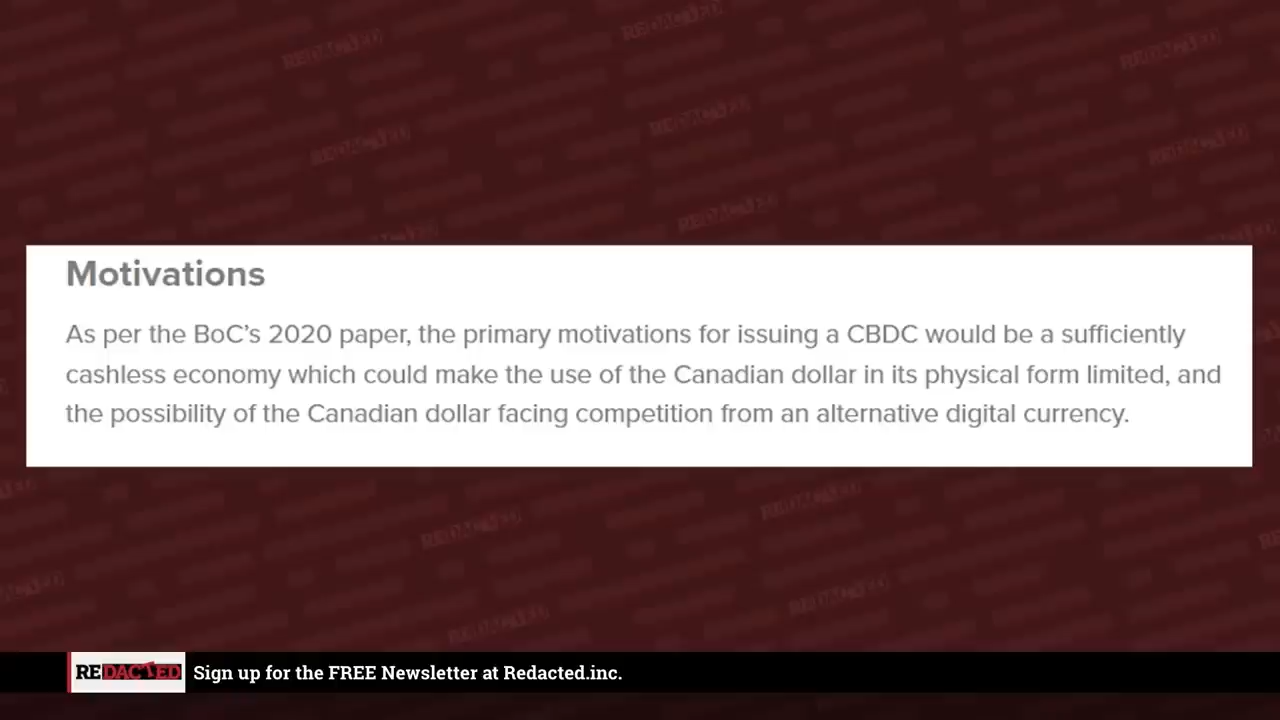 Motivations
As per the BoC's 2020 paper, the primary motivations for issuing a CBDC would be a sufficiently
cashless economy which could make the use of the Canadian dollar in its physical form limited, and
the possibility of the Canadian dollar facing competition from an alternative digital currency.
REDACTED Sign up for the FREE Newsletter at Redacted.inc.